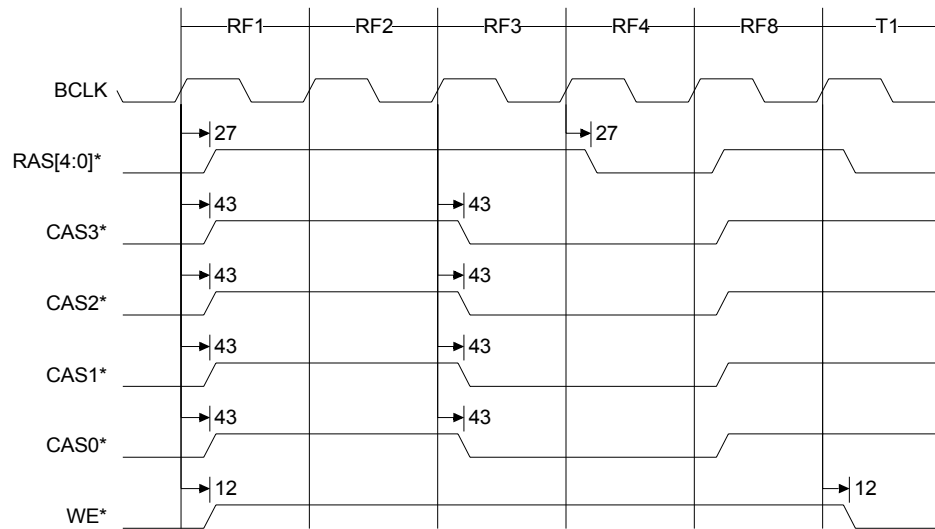 RF1 RF2 RF3 RF4 RF8 T1
BCLK
27 27
RAS[4:0]*
43 43
CAS3*
43 43
CAS2*
43 43
CAS1*
43 43
CAS0*
12 12
WE*